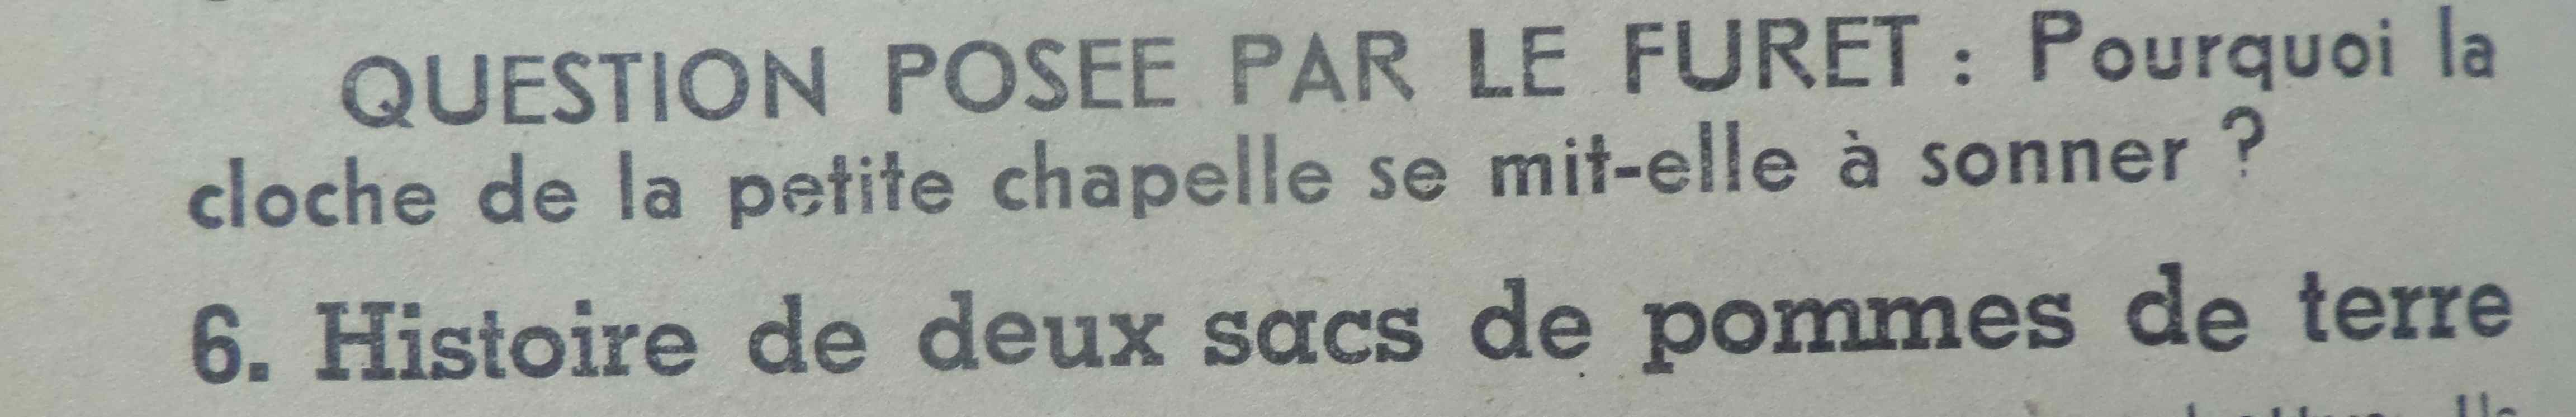 QUESTION POSEE PAR LE FURET : Pourquoi la
cloche de la petite chapelle se mit-elle à sonner ?
6. Histoire de deux sacs de pommes de terre